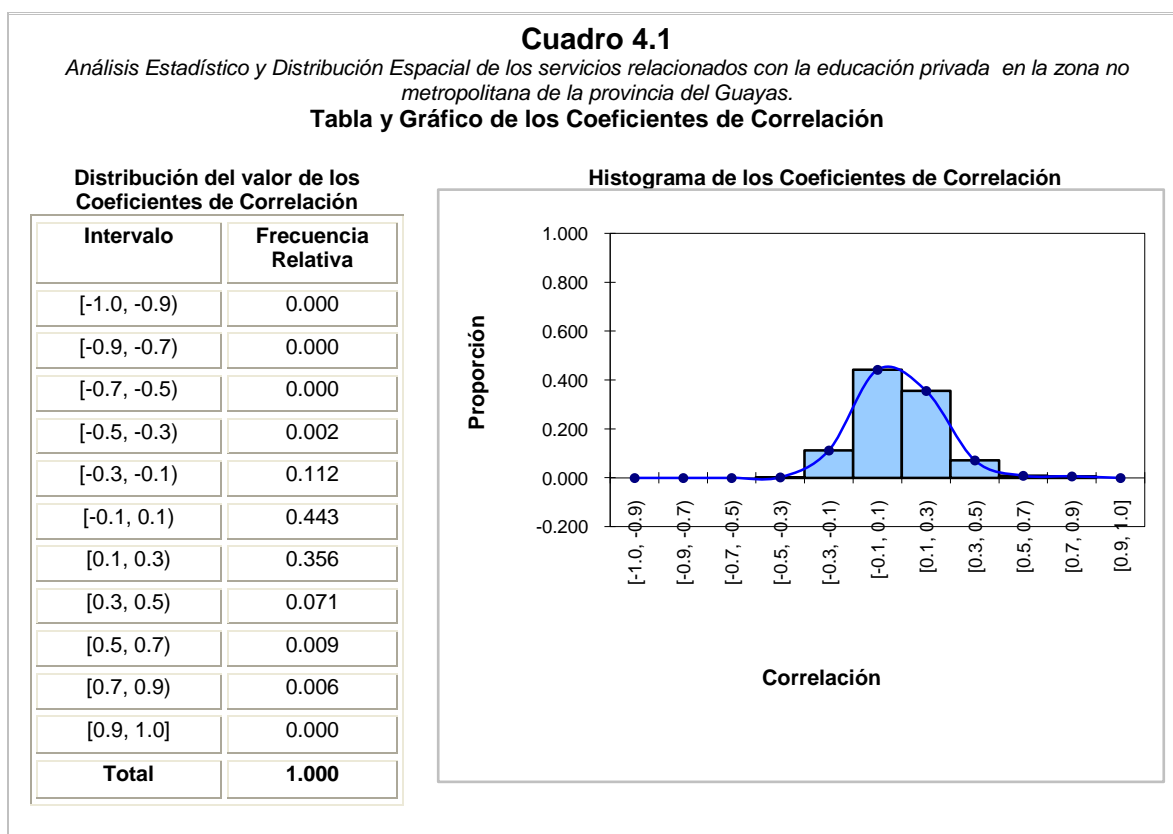 Cuadro 4.1
Análisis Estadístico y Distribución Espacial de los servicios relacionados con la educación privada en la zona no
metropolitana de la provincia del Guayas.
Tabla y Gráfico de los Coeficientes de Correlación
Distribución del valor de los
Coeficientes de Correlación
Intervalo Frecuencia
Relativa
[-1.0, -0.9) 0.000
[-0.9, -0.7) 0.000
[-0.7, -0.5) 0.000
[-0.5, -0.3) 0.002
[-0.3, -0.1) 0.112
[-0.1, 0.1) 0.443
[0.1, 0.3) 0.356
[0.3, 0.5) 0.071
[0.5, 0.7) 0.009
[0.7, 0.9) 0.006
[0.9, 1.0] 0.000
Total 1.000
Histograma de los Coeficientes de Correlación
Proporción
1.000
0.800
0.600
0.400
0.200
0.000
-0.200
[-1.0, -0.9)
[-0.9, -0.7)
[-0.7, -0.5)
[-0.5, -0.3)
[-0.3, -0.1)
[-0.1, 0.1)
[0.1, 0.3)
[0.3, 0.5)
[0.5, 0.7)
[0.7, 0.9)
[0.9, 1.0]
Correlación